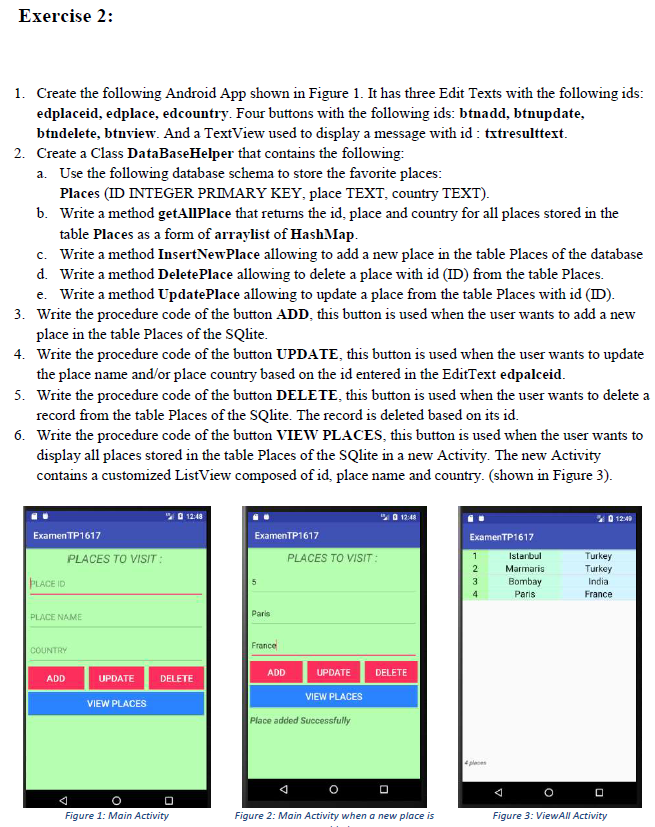 Exercise 2:
1. Create the following Android App shown in Figure 1. It has three Edit Texts with the following ids:
edplaceid, edplace, edcountry. Four buttons with the following ids: btnadd, btnupdate,
btndelete, btnview. And a TextView used to display a message with id : txtresulttext.
2. Create a Class DataBaseHelper that contains the following:
a. Use the following database schema to store the favorite places:
Places (ID INTEGER PRIMARY KEY, place TEXT, country TEXT).
b. Write a method getAllPlace that returns the id, place and country for all places stored in the
table Places as a form of arraylist of HashMap.
c. Write a method InsertNewPlace allowing to add a new place in the table Places of the database
d. Write a method DeletePlace allowing to delete a place with id (ID) from the table Places.
e. Write a method UpdatePlace allowing to update a place from the table Places with id (ID).
3. Write the procedure code of the button ADD, this button is used when the user wants to add a new
place in the table Places of the SQlite.
4. Write the procedure code of the button UPDATE, this button is used when the user wants to update
the place name and/or place country based on the id entered in the EditText edpalceid.
5. Write the procedure code of the button DELETE, this button is used when the user wants to delete a
record from the table Places of the SQlite. The record is deleted based on its id.
6. Write the procedure code of the button VIEW PLACES, this button is used when the user wants to
display all places stored in the table Places of the SQlite in a new Activity. The new Activity
contains a customized ListView composed of id, place name and country. (shown in Figure 3).
12:48
ExamenTP1617
PLACES TO VISIT :
PLACE ID
PLACE NAME
COUNTRY
ADD UPDATE DELETE
VIEW PLACES
Figure 1: Main Activity
12:48
ExamenTP1617
PLACES TO VISIT :
5
Paris
France
ADD UPDATE DELETE
VIEW PLACES
Place added Successfully
Figure 2: Main Activity when a new place is
12:49
ExamenTP1617
1 Istanbul Turkey
2 Marmaris Turkey
3 Bombay India
4 Paris France
4 places
Figure 3: ViewAll Activity